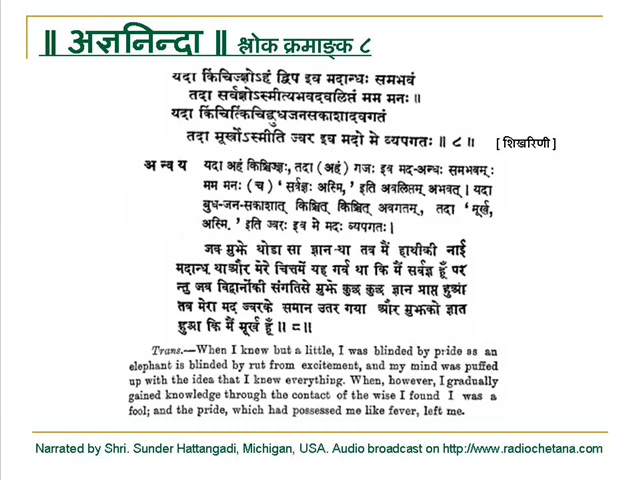 ॥ अज्ञनिन्दा ॥ श्लोक क्रमाङ्क ८
यदा किंचिज्ज्ञोऽहं द्विप इव मदान्धः समभवं
तदा सर्वज्ञोऽस्मीत्यभवदवलिप्तं मम मनः॥
यदा किंचित्किंचिद्बुधजनसकाशादवगतं
तदा मूर्खोऽस्मीति ज्वर इव मदो मे व्यपगतः॥ ८॥ [ शिखरिणी ]
अन्वय यदा अहं किञ्चिज्ज्ञः, तदा (अहं) गजः इव मद-अन्धः समभवम्ः
मम मनः (च) ' सर्वज्ञः अस्मि, ' इति अवलिप्तम् अभवत्। यदा
बुध-जन-सकाशात् किञ्चित् किञ्चित् अवगतम्, तदा 'मूर्ख,
अस्मि. ' इति ज्वरः इव मे मदः व्यपगतः।
जब मुझे थोडा सा ज्ञान था तब मैं हाथीकी नाई
मदान्ध था और मेरे चित्तमें यह गर्व था कि मैं सर्वज्ञ हूँ पर
न्तु जब विद्वानोंकी संगतिसे मुझे कुछ कुछ ज्ञान प्राप्त हुआ
तव मेरा मद ज्वरके समान उतर गया और मुझको ज्ञात
हुआ कि मैं मूर्ख हूँ॥८॥
Trans.—When I knew but a little, I was blinded by pride as an
elephant is blinded by rut from excitement, and my mind was puffed
up with the idea that I knew everything. When, however, I gradually
gained knowledge through the contact of the wise I found I was a
fool; and the pride, which had possessed me like fever, left me.
Narrated by Shri. Sunder Hattangadi, Michigan, USA. Audio broadcast on http://www.radiochetana.com